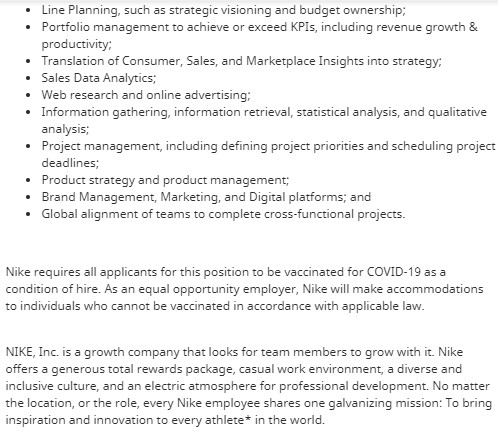 • Line Planning, such as strategic visioning and budget ownership;
• Portfolio management to achieve or exceed KPIs, including revenue growth &
productivity;
• Translation of Consumer, Sales, and Marketplace Insights into strategy;
• Sales Data Analytics;
• Web research and online advertising;
• Information gathering, information retrieval, statistical analysis, and qualitative
analysis;
• Project management, including defining project priorities and scheduling project
deadlines;
• Product strategy and product management;
• Brand Management, Marketing, and Digital platforms; and
• Global alignment of teams to complete cross-functional projects.
Nike requires all applicants for this position to be vaccinated for COVID-19 as a
condition of hire. As an equal opportunity employer, Nike will make accommodations
to individuals who cannot be vaccinated in accordance with applicable law.
NIKE, Inc. is a growth company that looks for team members to grow with it. Nike
offers a generous total rewards package, casual work environment, a diverse and
inclusive culture, and an electric atmosphere for professional development. No matter
the location, or the role, every Nike employee shares one galvanizing mission: To bring
inspiration and innovation to every athlete* in the world.